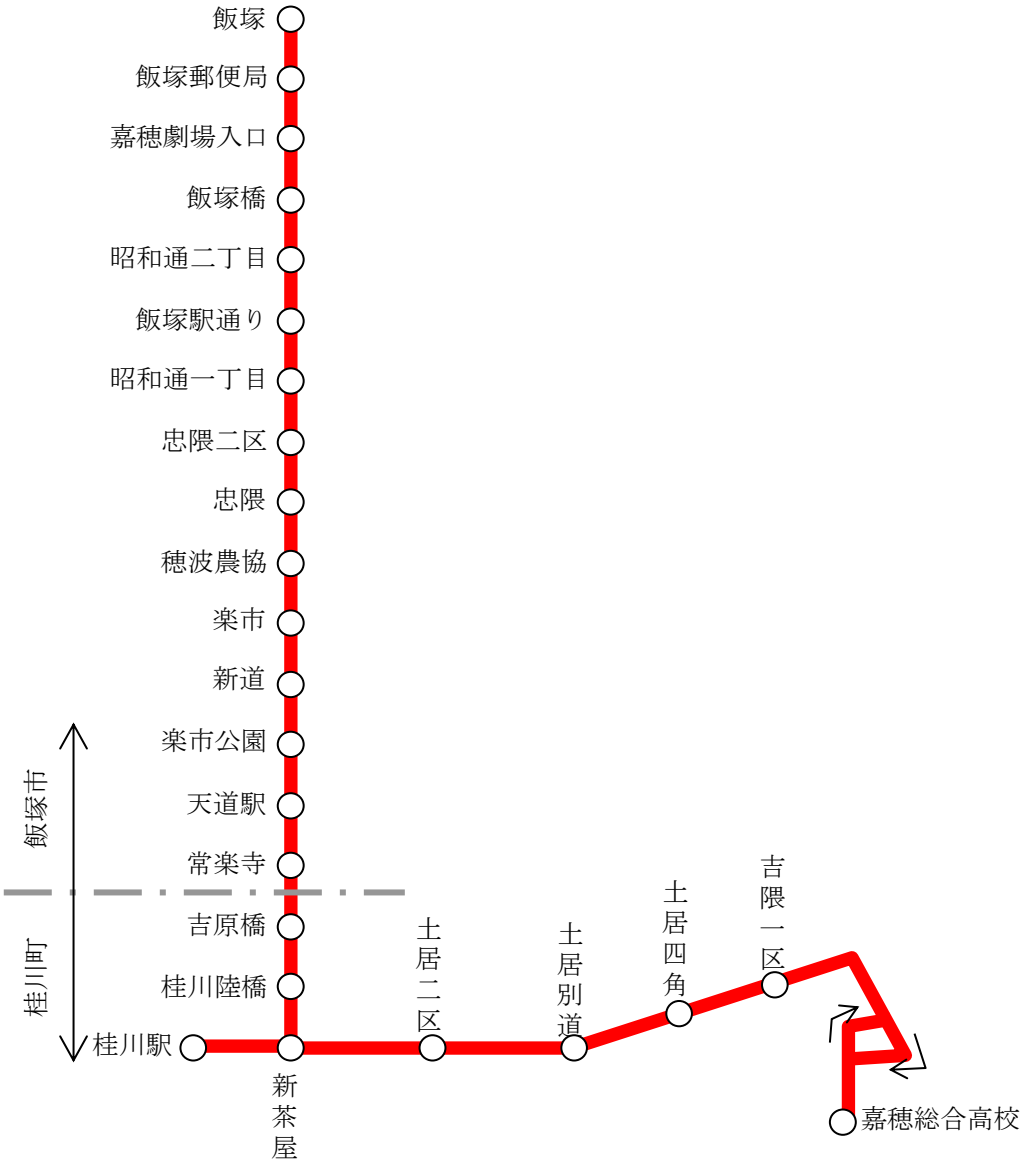 飯塚
飯塚郵便局
嘉穂劇場入口
飯塚橋
昭和通二丁目
飯塚駅通り
昭和通一丁目
忠隈二区
忠隈
穂波農協
楽市
新道
楽市公園
天道駅
常楽寺
吉原橋
桂川陸橋
桂川駅
新茶屋
土居二区
土居別道
土居四角
吉隈一区
嘉穂総合高校
飯塚市
桂川町